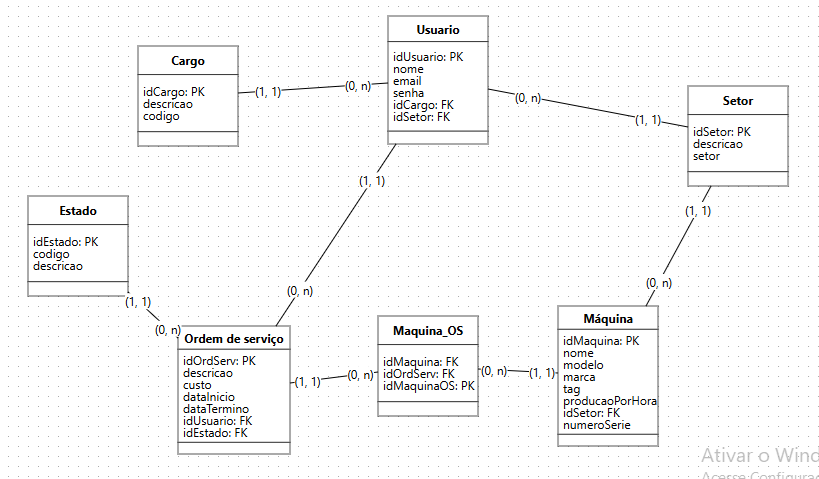 Usuario
idUsuario: PK
nome
email
senha
idCargo: FK
idSetor: FK
Cargo
idCargo: PK
descricao
codigo
(1, 1)
(0, n)
(0, n)
(1, 1)
Setor
idSetor: PK
descricao
setor
(1, 1)
(0, n)
(1, 1)
(0, n)
Estado
idEstado: PK
codigo
descricao
(1, 1)
(0, n)
Ordem de serviço
idOrdServ: PK
descricao
custo
dataInicio
dataTermino
idUsuario: FK
idEstado: FK
(1, 1)
(0, n)
Maquina_OS
idMaquina: FK
idOrdServ: FK
idMaquinaOS: PK
(0, n)
(1, 1)
Máquina
idMaquina: PK
nome
modelo
marca
tag
producaoPorHora
idSetor: FK
numeroSerie
Ativar o Wind
Acesse Configura